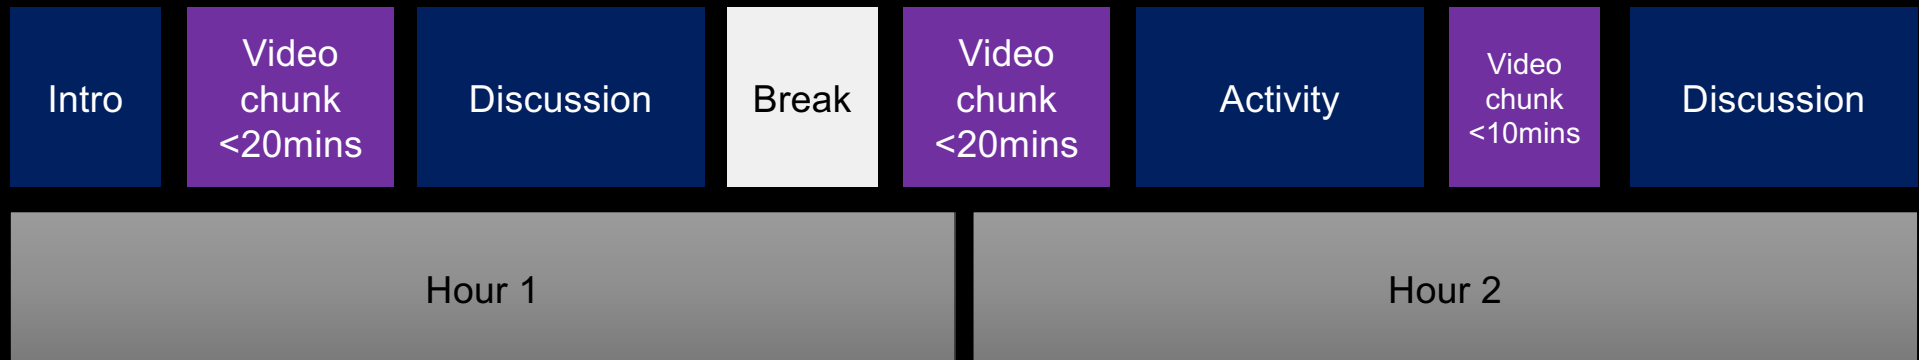 Intro
Video
chunk
<20mins
Discussion
Break
Video
chunk
<20mins
Activity
Video
chunk
<10mins
Discussion
Hour 1
Hour 2